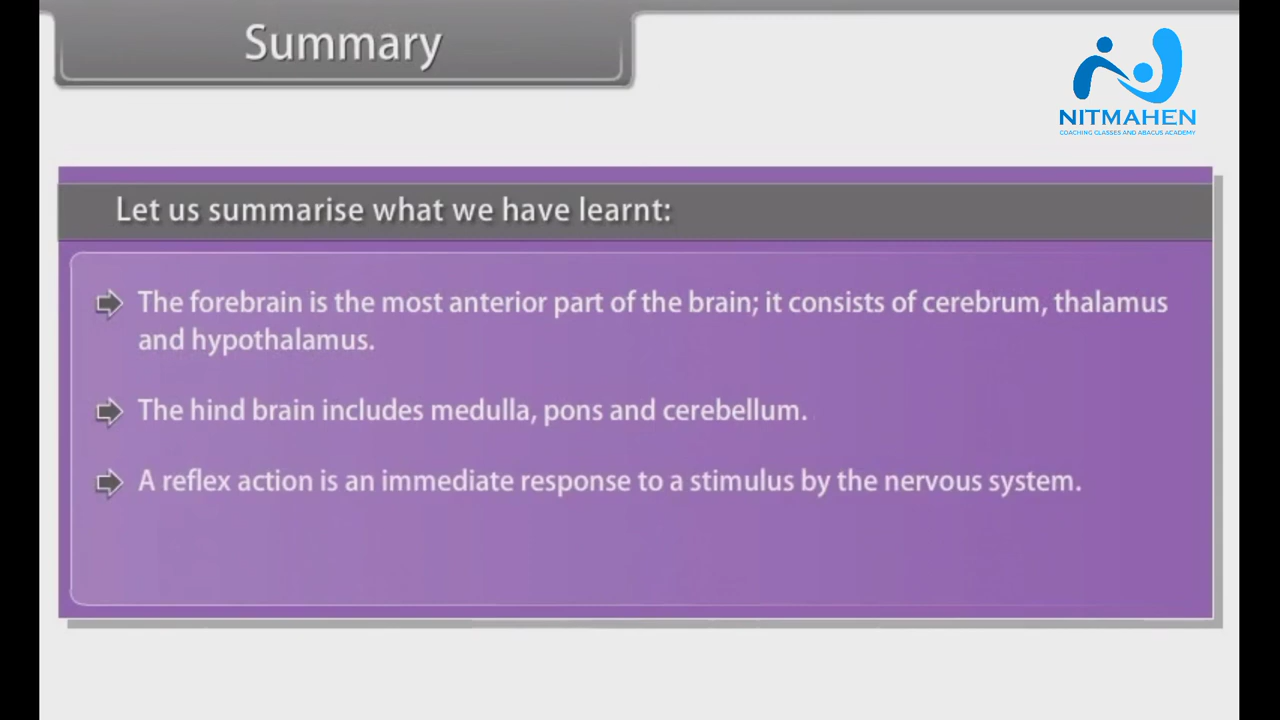 Summary
NITMAHEN
COACHING CLASSES AND ABACUS ACADEMY
Let us summarise what we have learnt:
The forebrain is the most anterior part of the brain; it consists of cerebrum, thalamus
and hypothalamus.
The hind brain includes medulla, pons and cerebellum.
A reflex action is an immediate response to a stimulus by the nervous system.